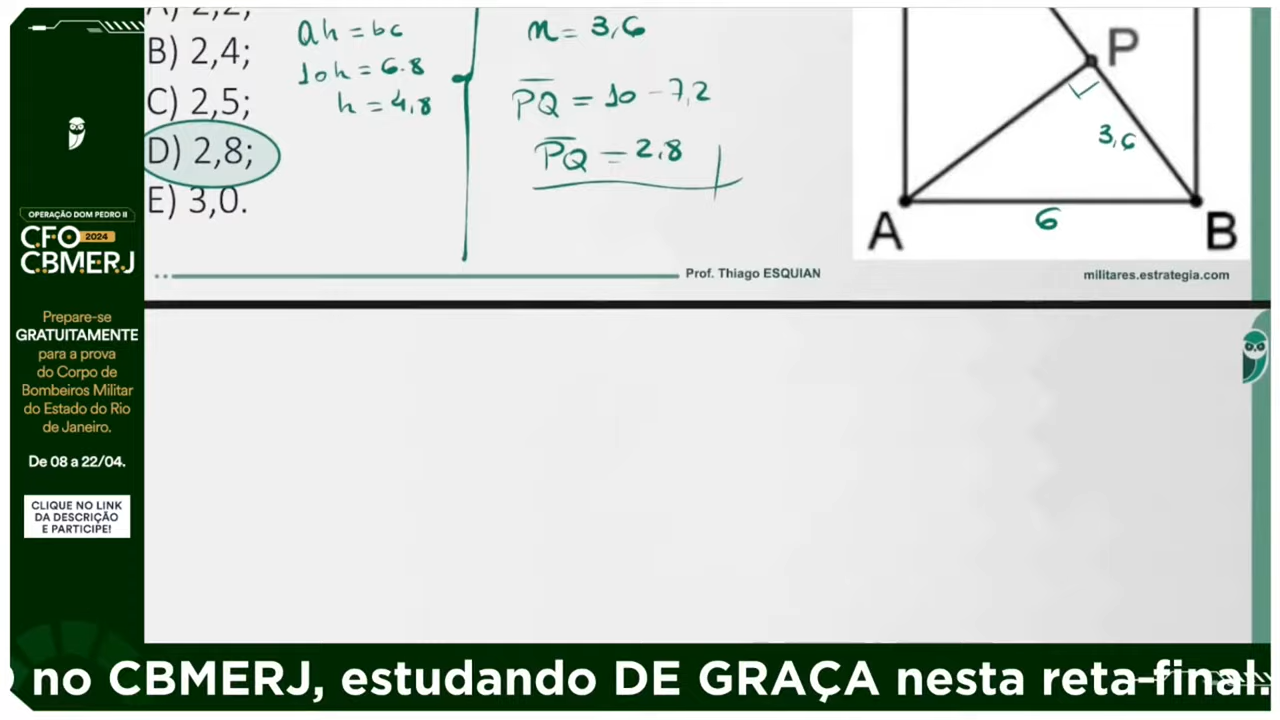 B) 2,4;
C) 2,5;
D) 2,8;
E) 3,0.
ah = bc
10h = 6.8
h = 4,8
n = 3,6
PQ = 10 - 7,2
PQ = 2,8
P
3,6
A
6
B
Prof. Thiago ESQUIAN
militares.estrategia.com
OPERAÇÃO DOM PEDRO II
CFO 2024
CBMERJ
Prepare-se
GRATUITAMENTE
para a prova
do Corpo de
Bombeiros Militar
do Estado do Rio
de Janeiro.
De 08 a 22/04.
CLIQUE NO LINK
DA DESCRIÇÃO
E PARTICIPE!
no CBMERJ, estudando DE GRAÇA nesta reta-final.